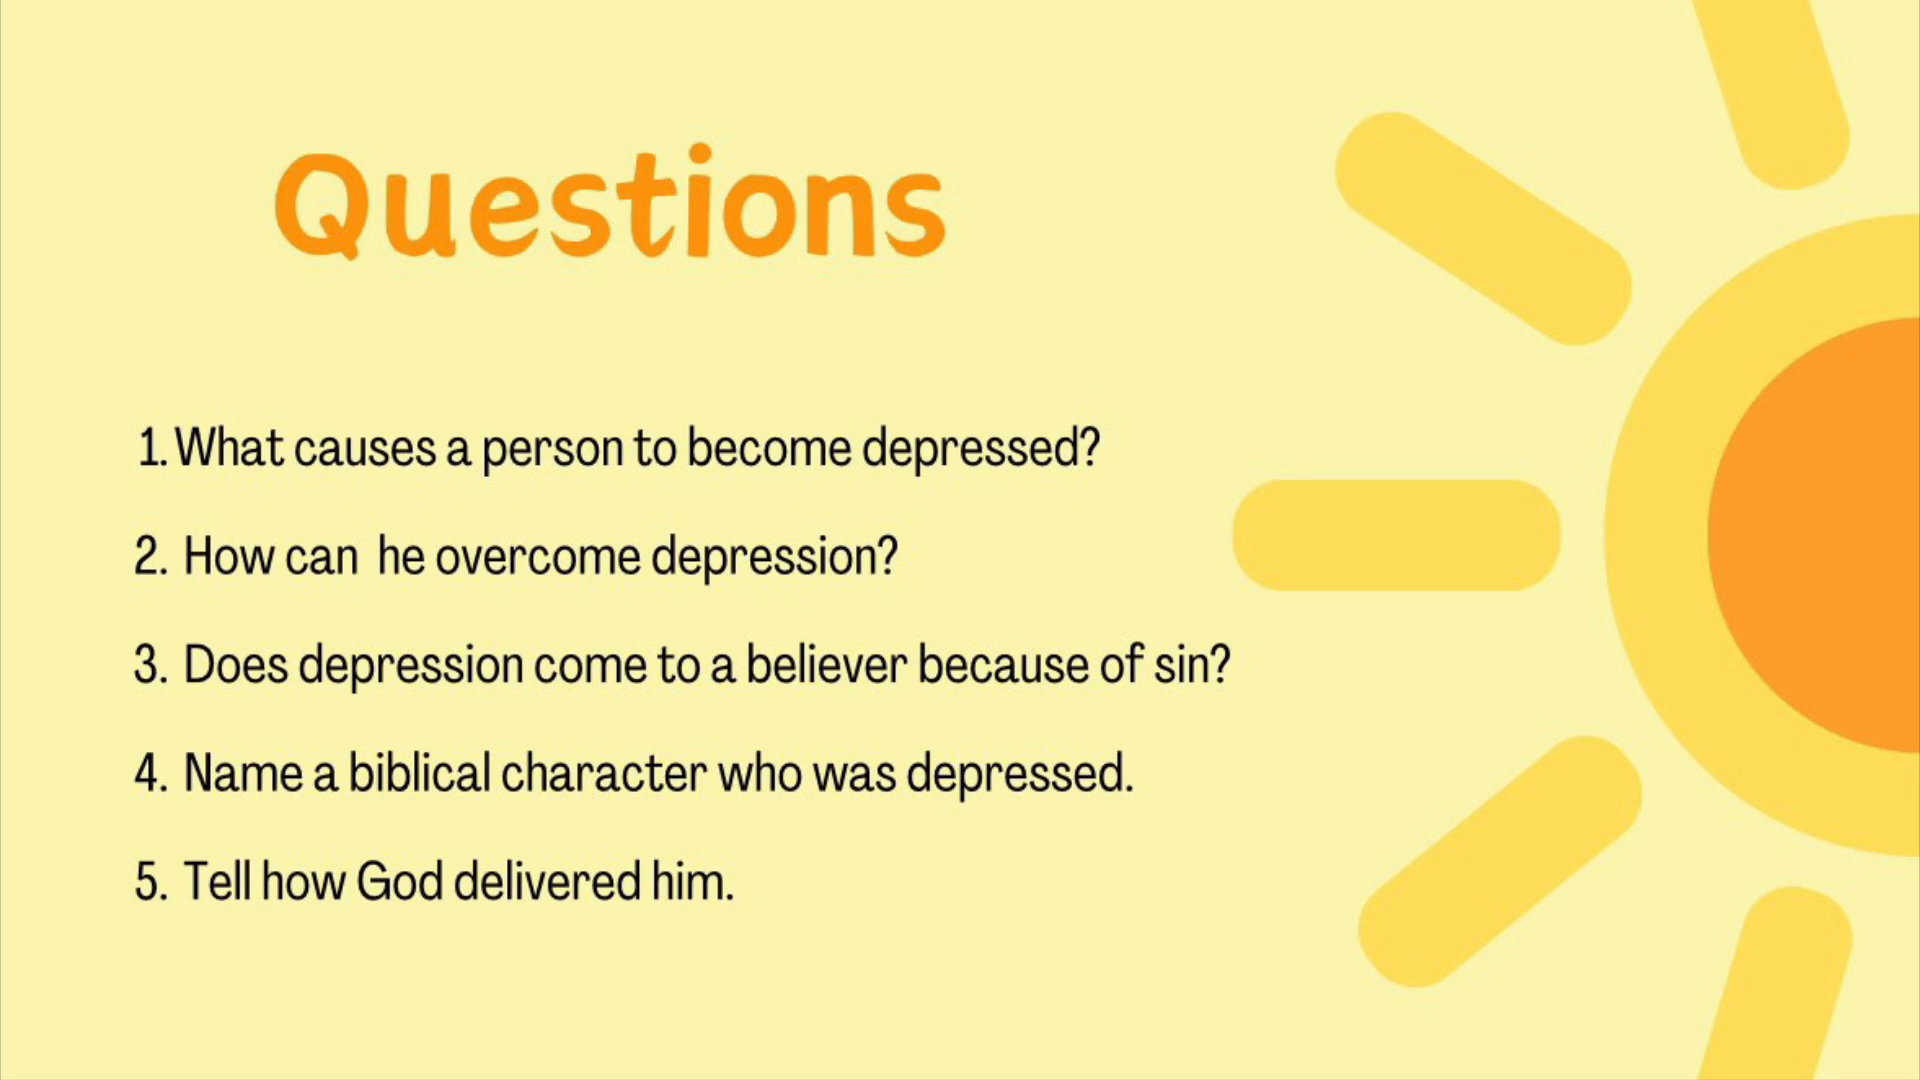 Questions
1. What causes a person to become depressed?
2. How can he overcome depression?
3. Does depression come to a believer because of sin?
4. Name a biblical character who was depressed.
5. Tell how God delivered him.